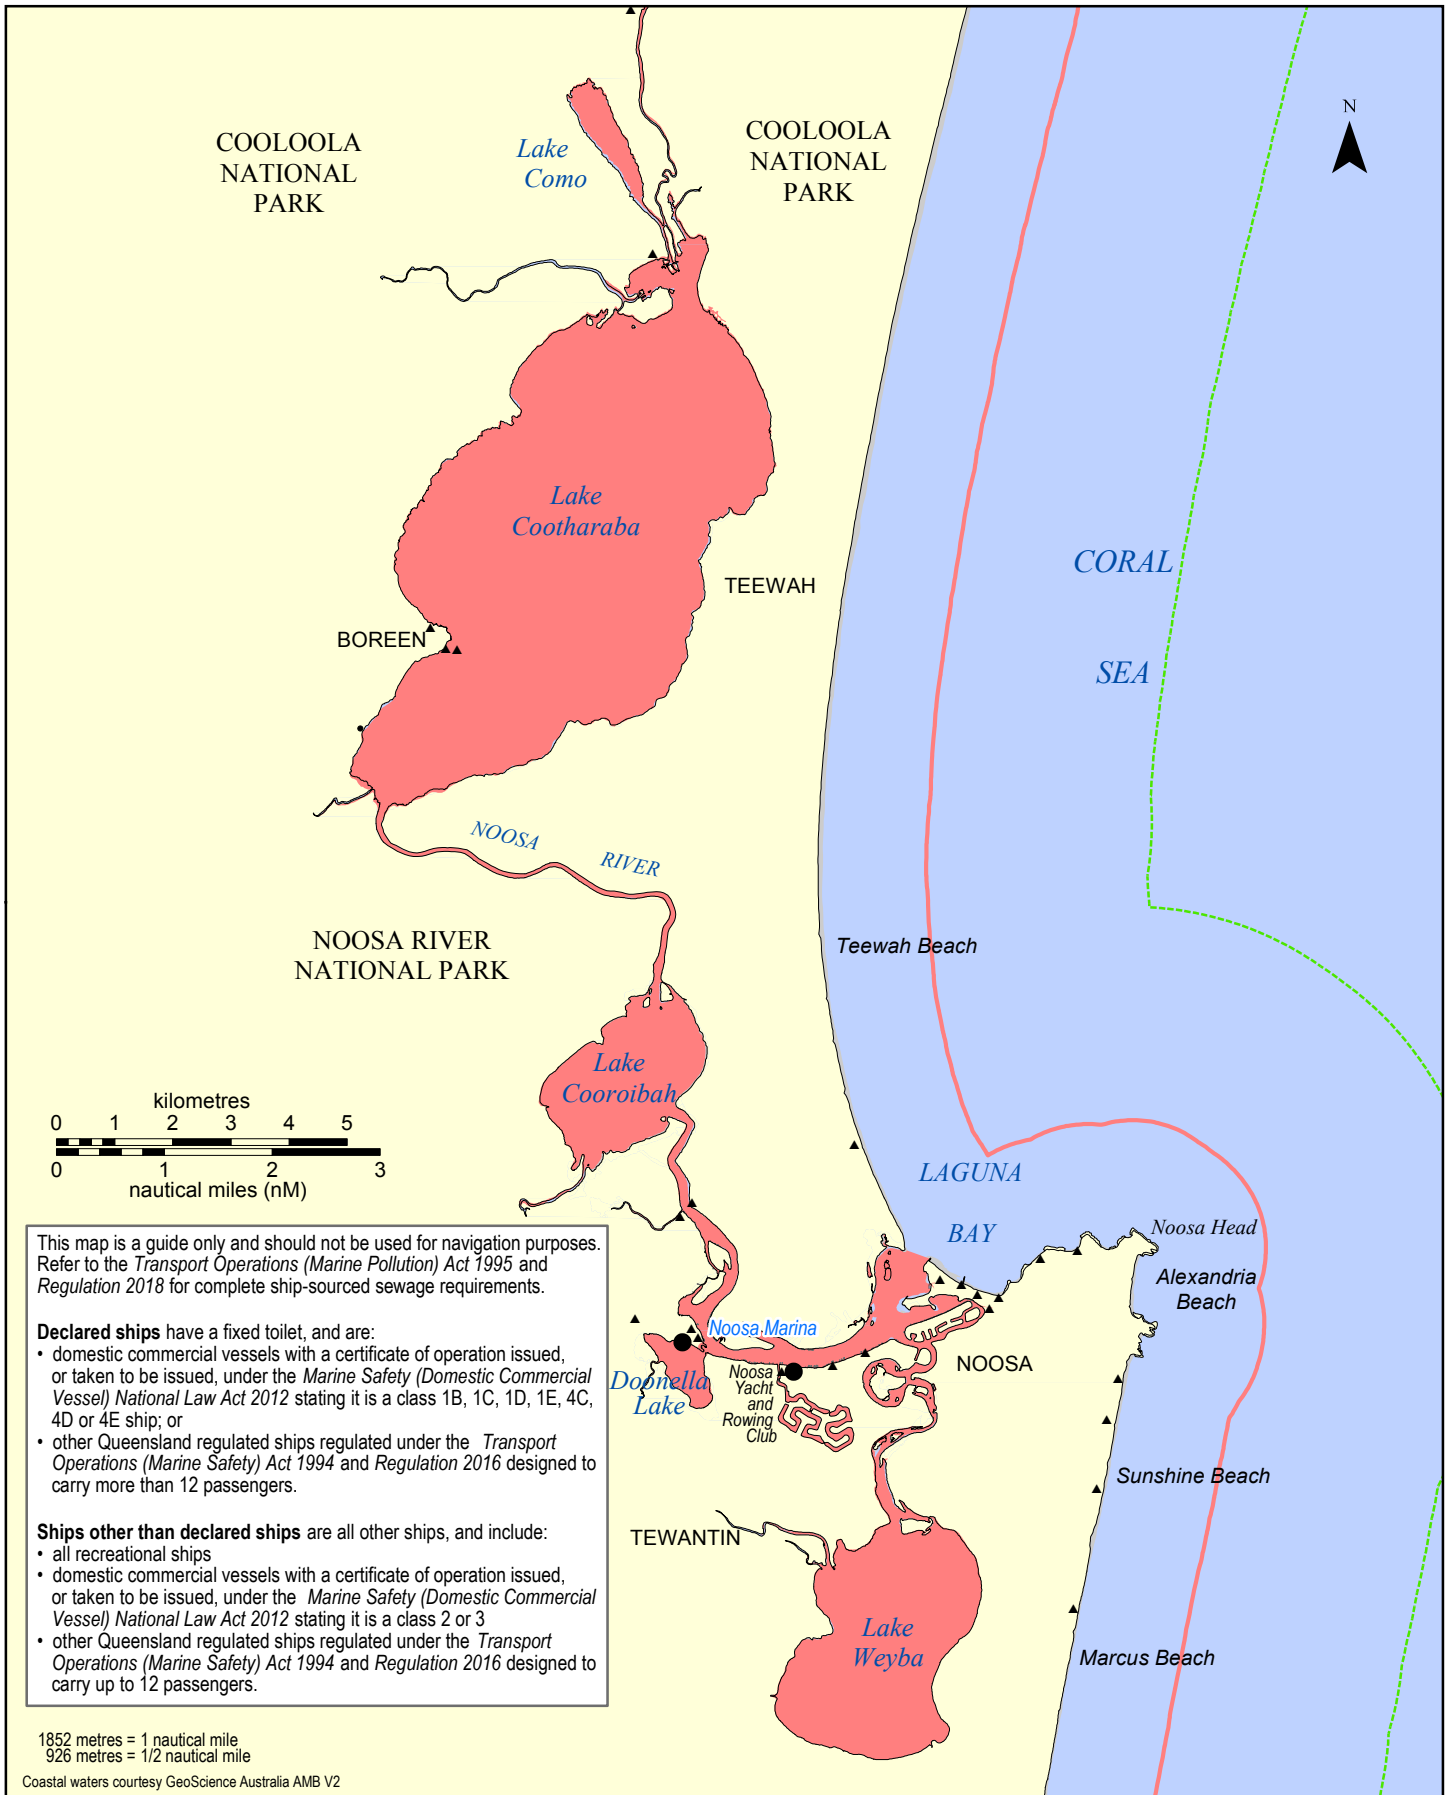 N
COOLOOLA
NATIONAL
PARK
Lake
Como
COOLOOLA
NATIONAL
PARK
Lake
Cootharaba
CORAL
SEA
TEEWAH
BOREEN
NOOSA RIVER
NOOSA RIVER
NATIONAL PARK
Teewah Beach
Lake
Cooroibah
kilometres
0 1 2 3 4 5
0 1 2 3
nautical miles (nM)
LAGUNA
BAY
Noosa Head
Alexandria
Beach
Noosa Marina
NOOSA
Doonella
Lake
Noosa
Yacht
and
Rowing
Club
Sunshine Beach
TEWANTIN
Lake
Weyba
Marcus Beach
This map is a guide only and should not be used for navigation purposes.
Refer to the Transport Operations (Marine Pollution) Act 1995 and
Regulation 2018 for complete ship-sourced sewage requirements.
Declared ships have a fixed toilet, and are:
• domestic commercial vessels with a certificate of operation issued,
or taken to be issued, under the Marine Safety (Domestic Commercial
Vessel) National Law Act 2012 stating it is a class 1B, 1C, 1D, 1E, 4C,
4D or 4E ship; or
• other Queensland regulated ships regulated under the Transport
Operations (Marine Safety) Act 1994 and Regulation 2016 designed to
carry more than 12 passengers.
Ships other than declared ships are all other ships, and include:
• all recreational ships
• domestic commercial vessels with a certificate of operation issued,
or taken to be issued, under the Marine Safety (Domestic Commercial
Vessel) National Law Act 2012 stating it is a class 2 or 3
• other Queensland regulated ships regulated under the Transport
Operations (Marine Safety) Act 1994 and Regulation 2016 designed to
carry up to 12 passengers.
1852 metres = 1 nautical mile
926 metres = 1/2 nautical mile
Coastal waters courtesy GeoScience Australia AMB V2